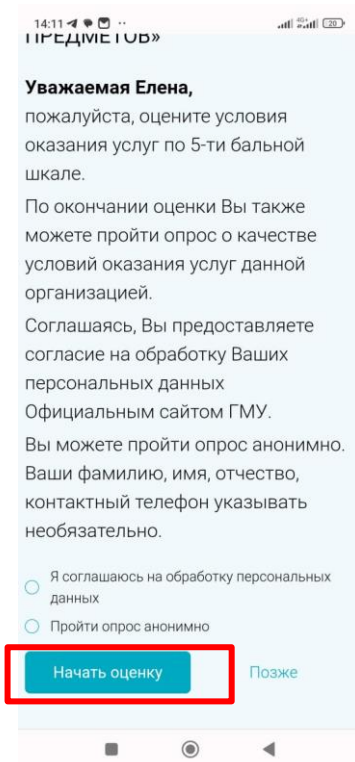 14:11
ПРЕДМЕТОВ»
Уважаемая Елена,
пожалуйста, оцените условия
оказания услуг по 5-ти бальной
шкале.
По окончании оценки Вы также
можете пройти опрос о качестве
условий оказания услуг данной
организацией.
Соглашаясь, Вы предоставляете
согласие на обработку Ваших
персональных данных
Официальным сайтом ГМУ.
Вы можете пройти опрос анонимно.
Ваши фамилию, имя, отчество,
контактный телефон указывать
необязательно.
Я соглашаюсь на обработку персональных
данных
Пройти опрос анонимно
Начать оценку Позже